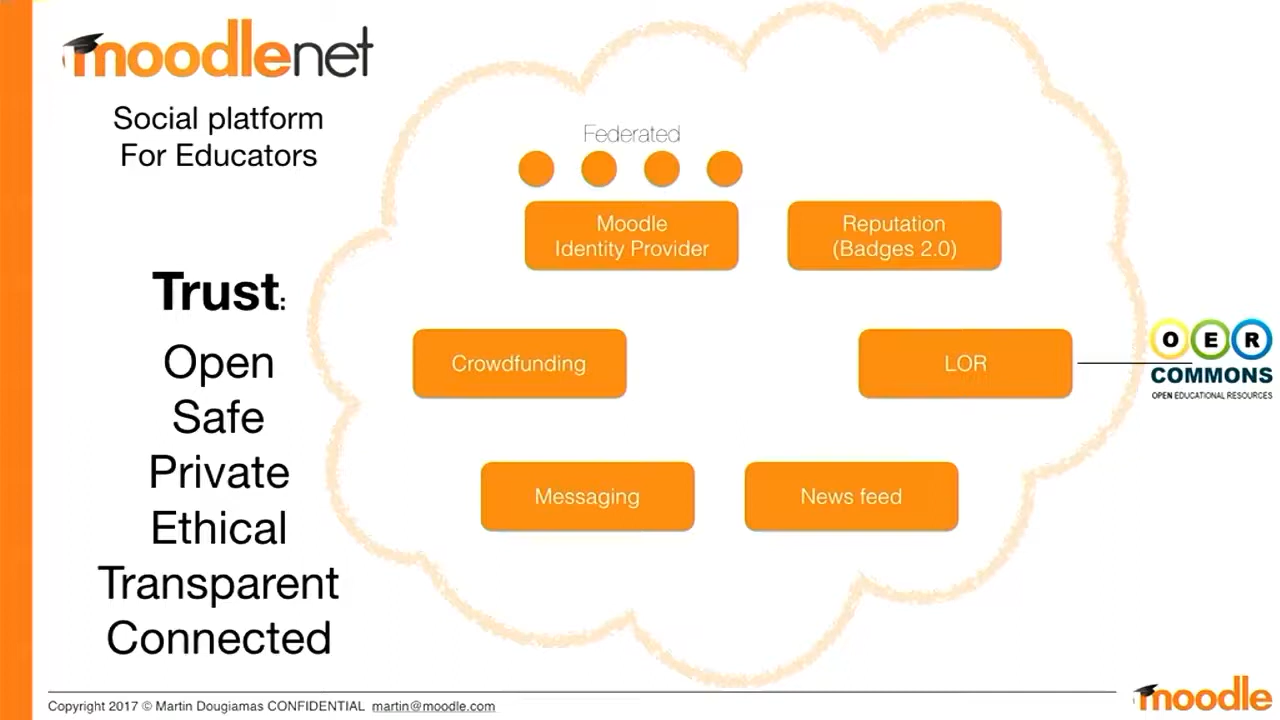 moodlenet
Social platform
For Educators
Trust:
Open
Safe
Private
Ethical
Transparent
Connected
Federated
Moodle
Identity Provider
Reputation
(Badges 2.0)
Crowdfunding
LOR
Messaging
News feed
O E R
COMMONS
OPEN EDUCATIONAL RESOURCES
Copyright 2017 © Martin Dougiamas CONFIDENTIAL martin@moodle.com
moodle